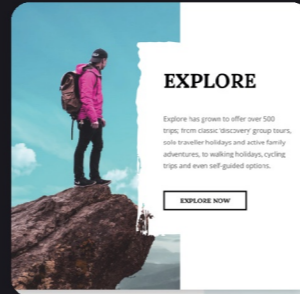 EXPLORE
Explore has grown to offer over 500
trips; from classic 'discovery' group tours,
solo traveller holidays and active family
adventures, to walking holidays, cycling
trips and even self-guided options.
EXPLORE NOW